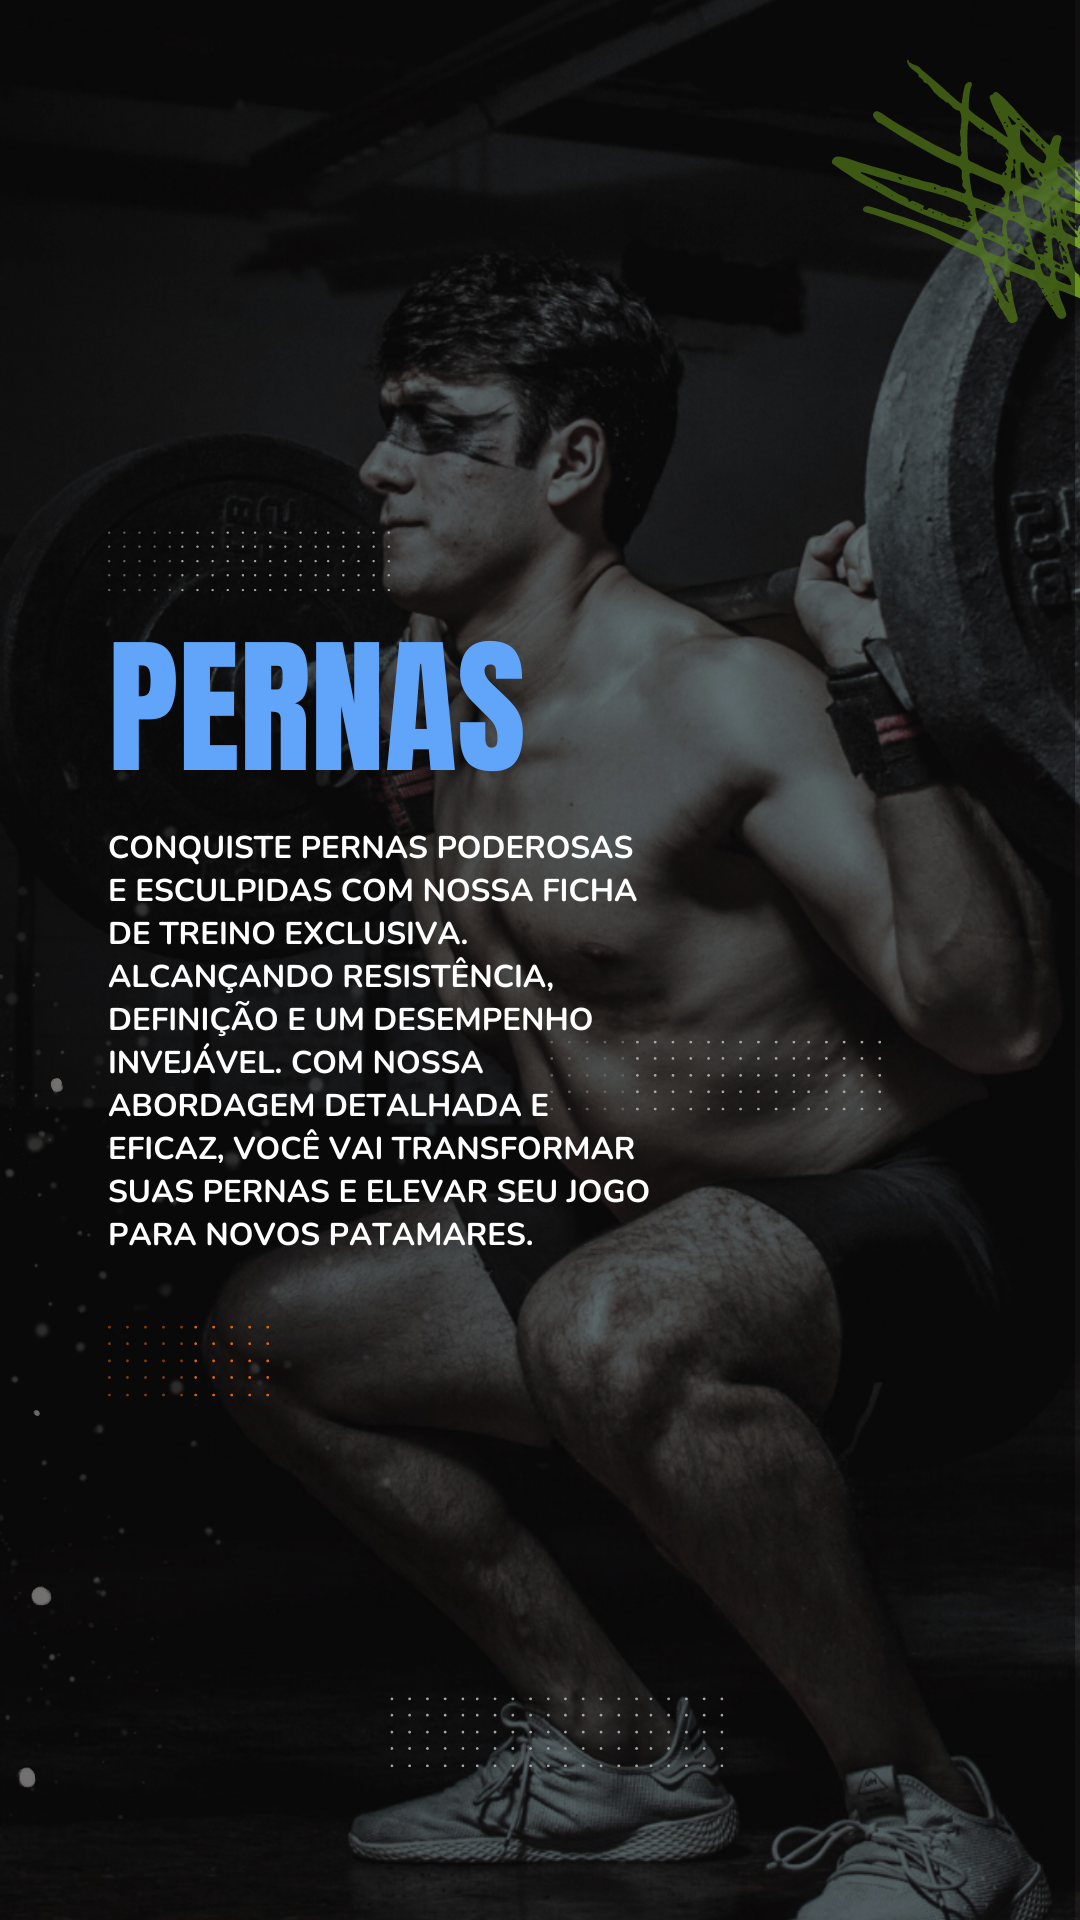 PERNAS
CONQUISTE PERNAS PODEROSAS
E ESCULPIDAS COM NOSSA FICHA
DE TREINO EXCLUSIVA.
ALCANÇANDO RESISTÊNCIA,
DEFINIÇÃO E UM DESEMPENHO
INVEJÁVEL. COM NOSSA
ABORDAGEM DETALHADA E
EFICAZ, VOCÊ VAI TRANSFORMAR
SUAS PERNAS E ELEVAR SEU JOGO
PARA NOVOS PATAMARES.